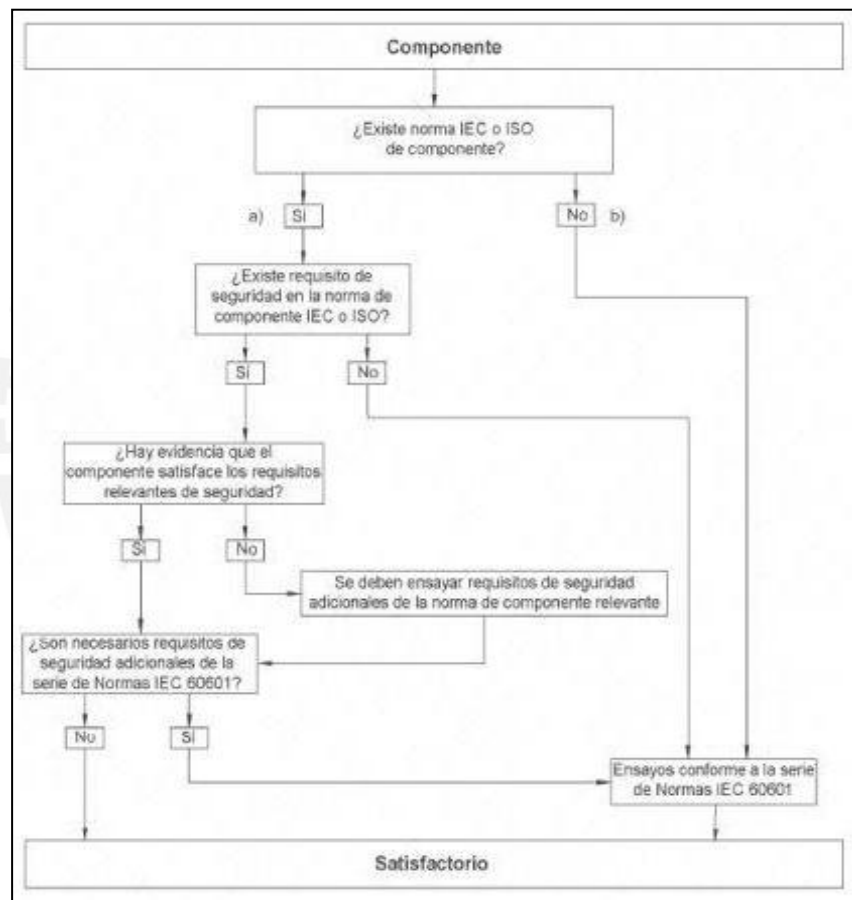 Componente
¿Existe norma IEC o ISO
de componente?
a) Sí
No b)
¿Existe requisito de
seguridad en la norma de
componente IEC o ISO?
Sí
No
¿Hay evidencia que el
componente satisface los requisitos
relevantes de seguridad?
Sí
No
Se deben ensayar requisitos de seguridad
adicionales de la norma de componente relevante
¿Son necesarios requisitos de
seguridad adicionales de la
serie de Normas IEC 60601?
No
Sí
Ensayos conforme a la serie
de Normas IEC 60601
Satisfactorio